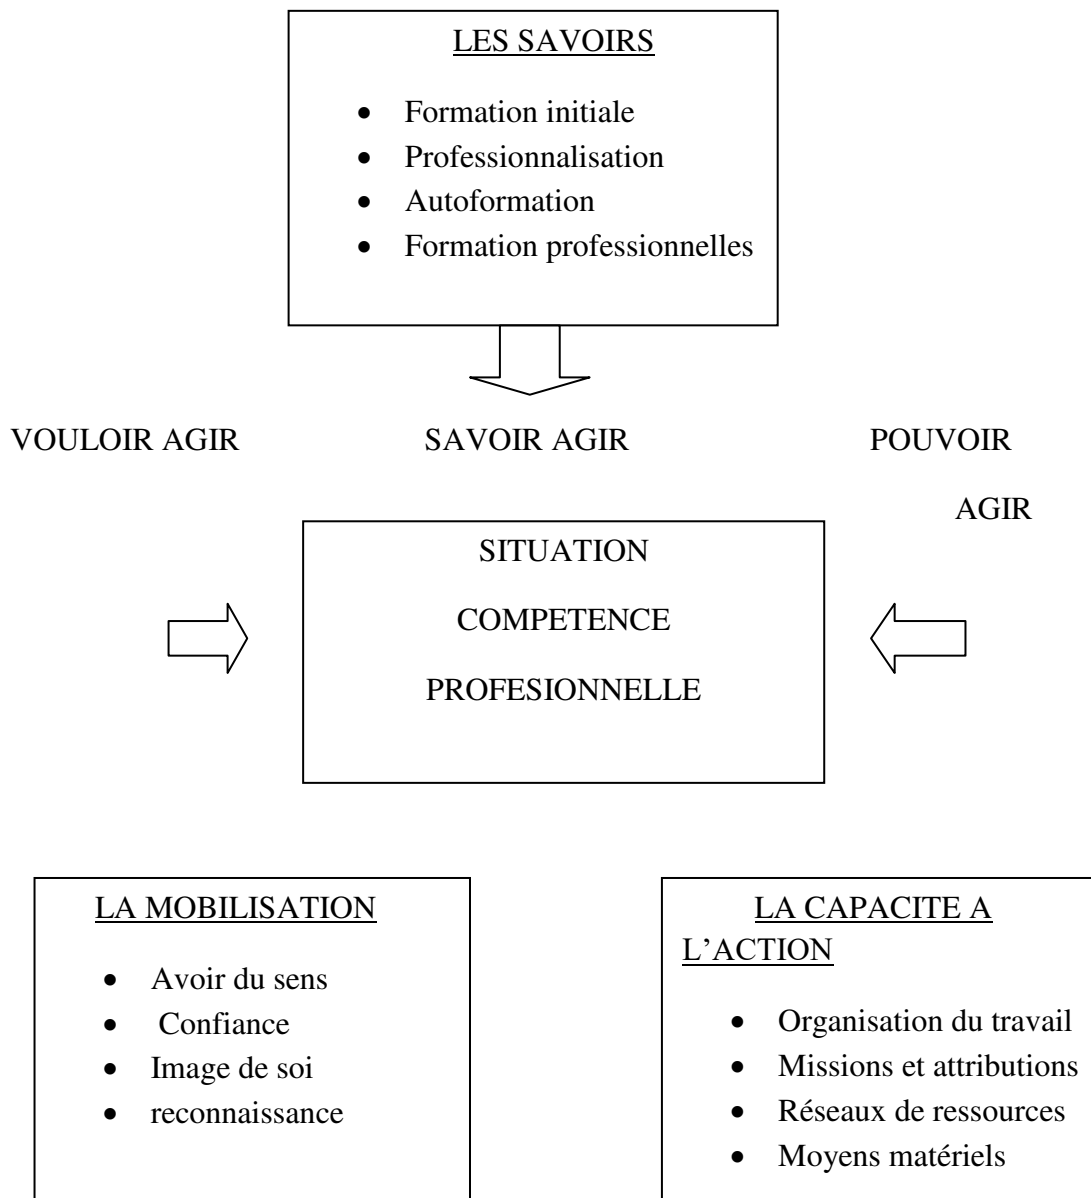 LES SAVOIRS
• Formation initiale
• Professionnalisation
• Autoformation
• Formation professionnelles
VOULOIR AGIR SAVOIR AGIR POUVOIR
AGIR
SITUATION
COMPETENCE
PROFESIONNELLE
LA MOBILISATION
• Avoir du sens
• Confiance
• Image de soi
• reconnaissance
LA CAPACITE A
L’ACTION
• Organisation du travail
• Missions et attributions
• Réseaux de ressources
• Moyens matériels